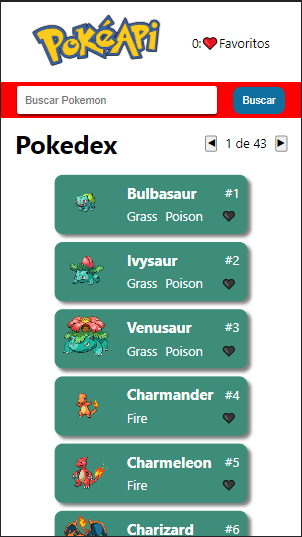 PokéApi
0: Favoritos
Buscar Pokemon
Buscar
Pokedex
1 de 43
Bulbasaur #1
Grass Poison
Ivysaur #2
Grass Poison
Venusaur #3
Grass Poison
Charmander #4
Fire
Charmeleon #5
Fire
Charizard #6